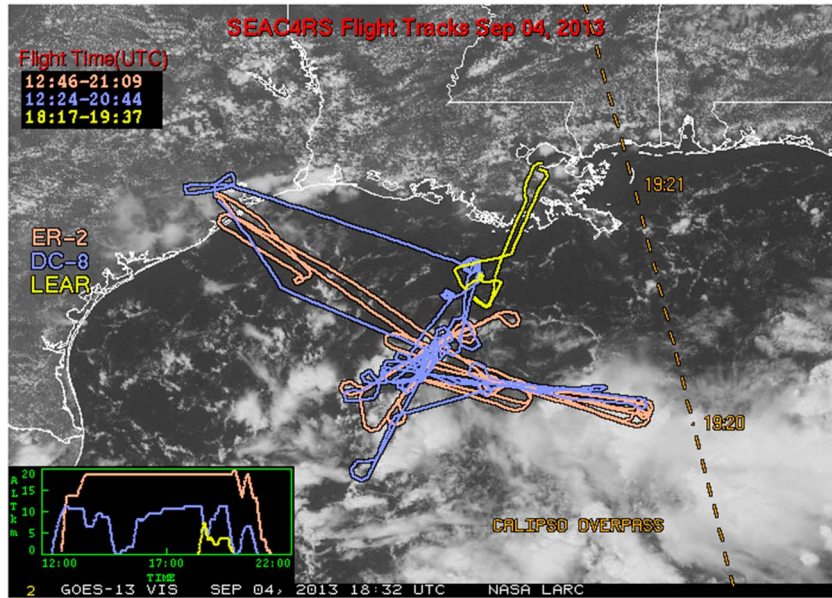 SEAC4RS Flight Tracks Sep 04, 2013
Flight Time(UTC)
12:46-21:09
12:24-20:44
18:17-19:37
19:21
ER-2
DC-8
LEAR
19:20
ALTkm
20
15
10
5
0
12:00 17:00 22:00
TIME
CALIPSO OVERPASS
2 GOES-13 VIS SEP 04, 2013 18:32 UTC NASA LARC